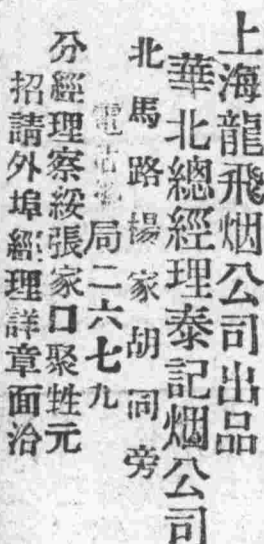 上海龍飛烟公司出品
華北總經理泰記烟公司
北馬路楊家胡同旁
電話 局二六七九
分經理察綏張家口聚甡元
招請外埠經理詳章面洽